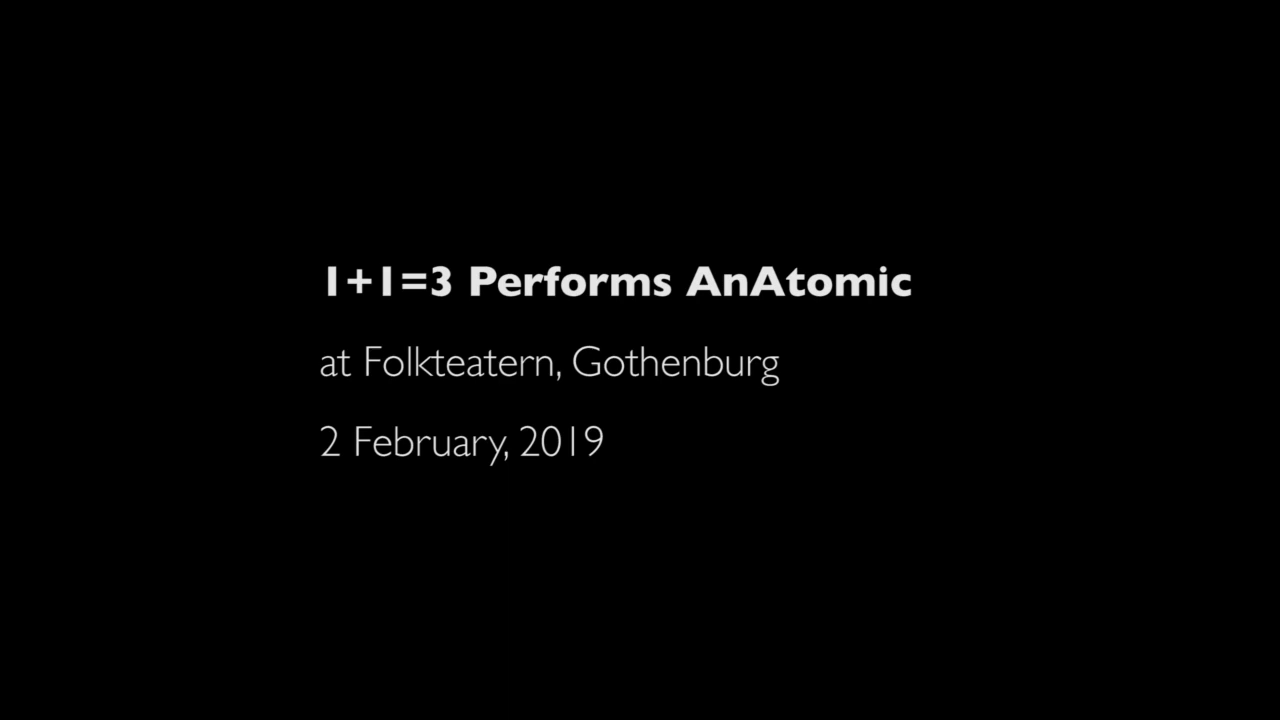 1+1=3 Performs AnAtomic
at Folkteatern, Gothenburg
2 February, 2019